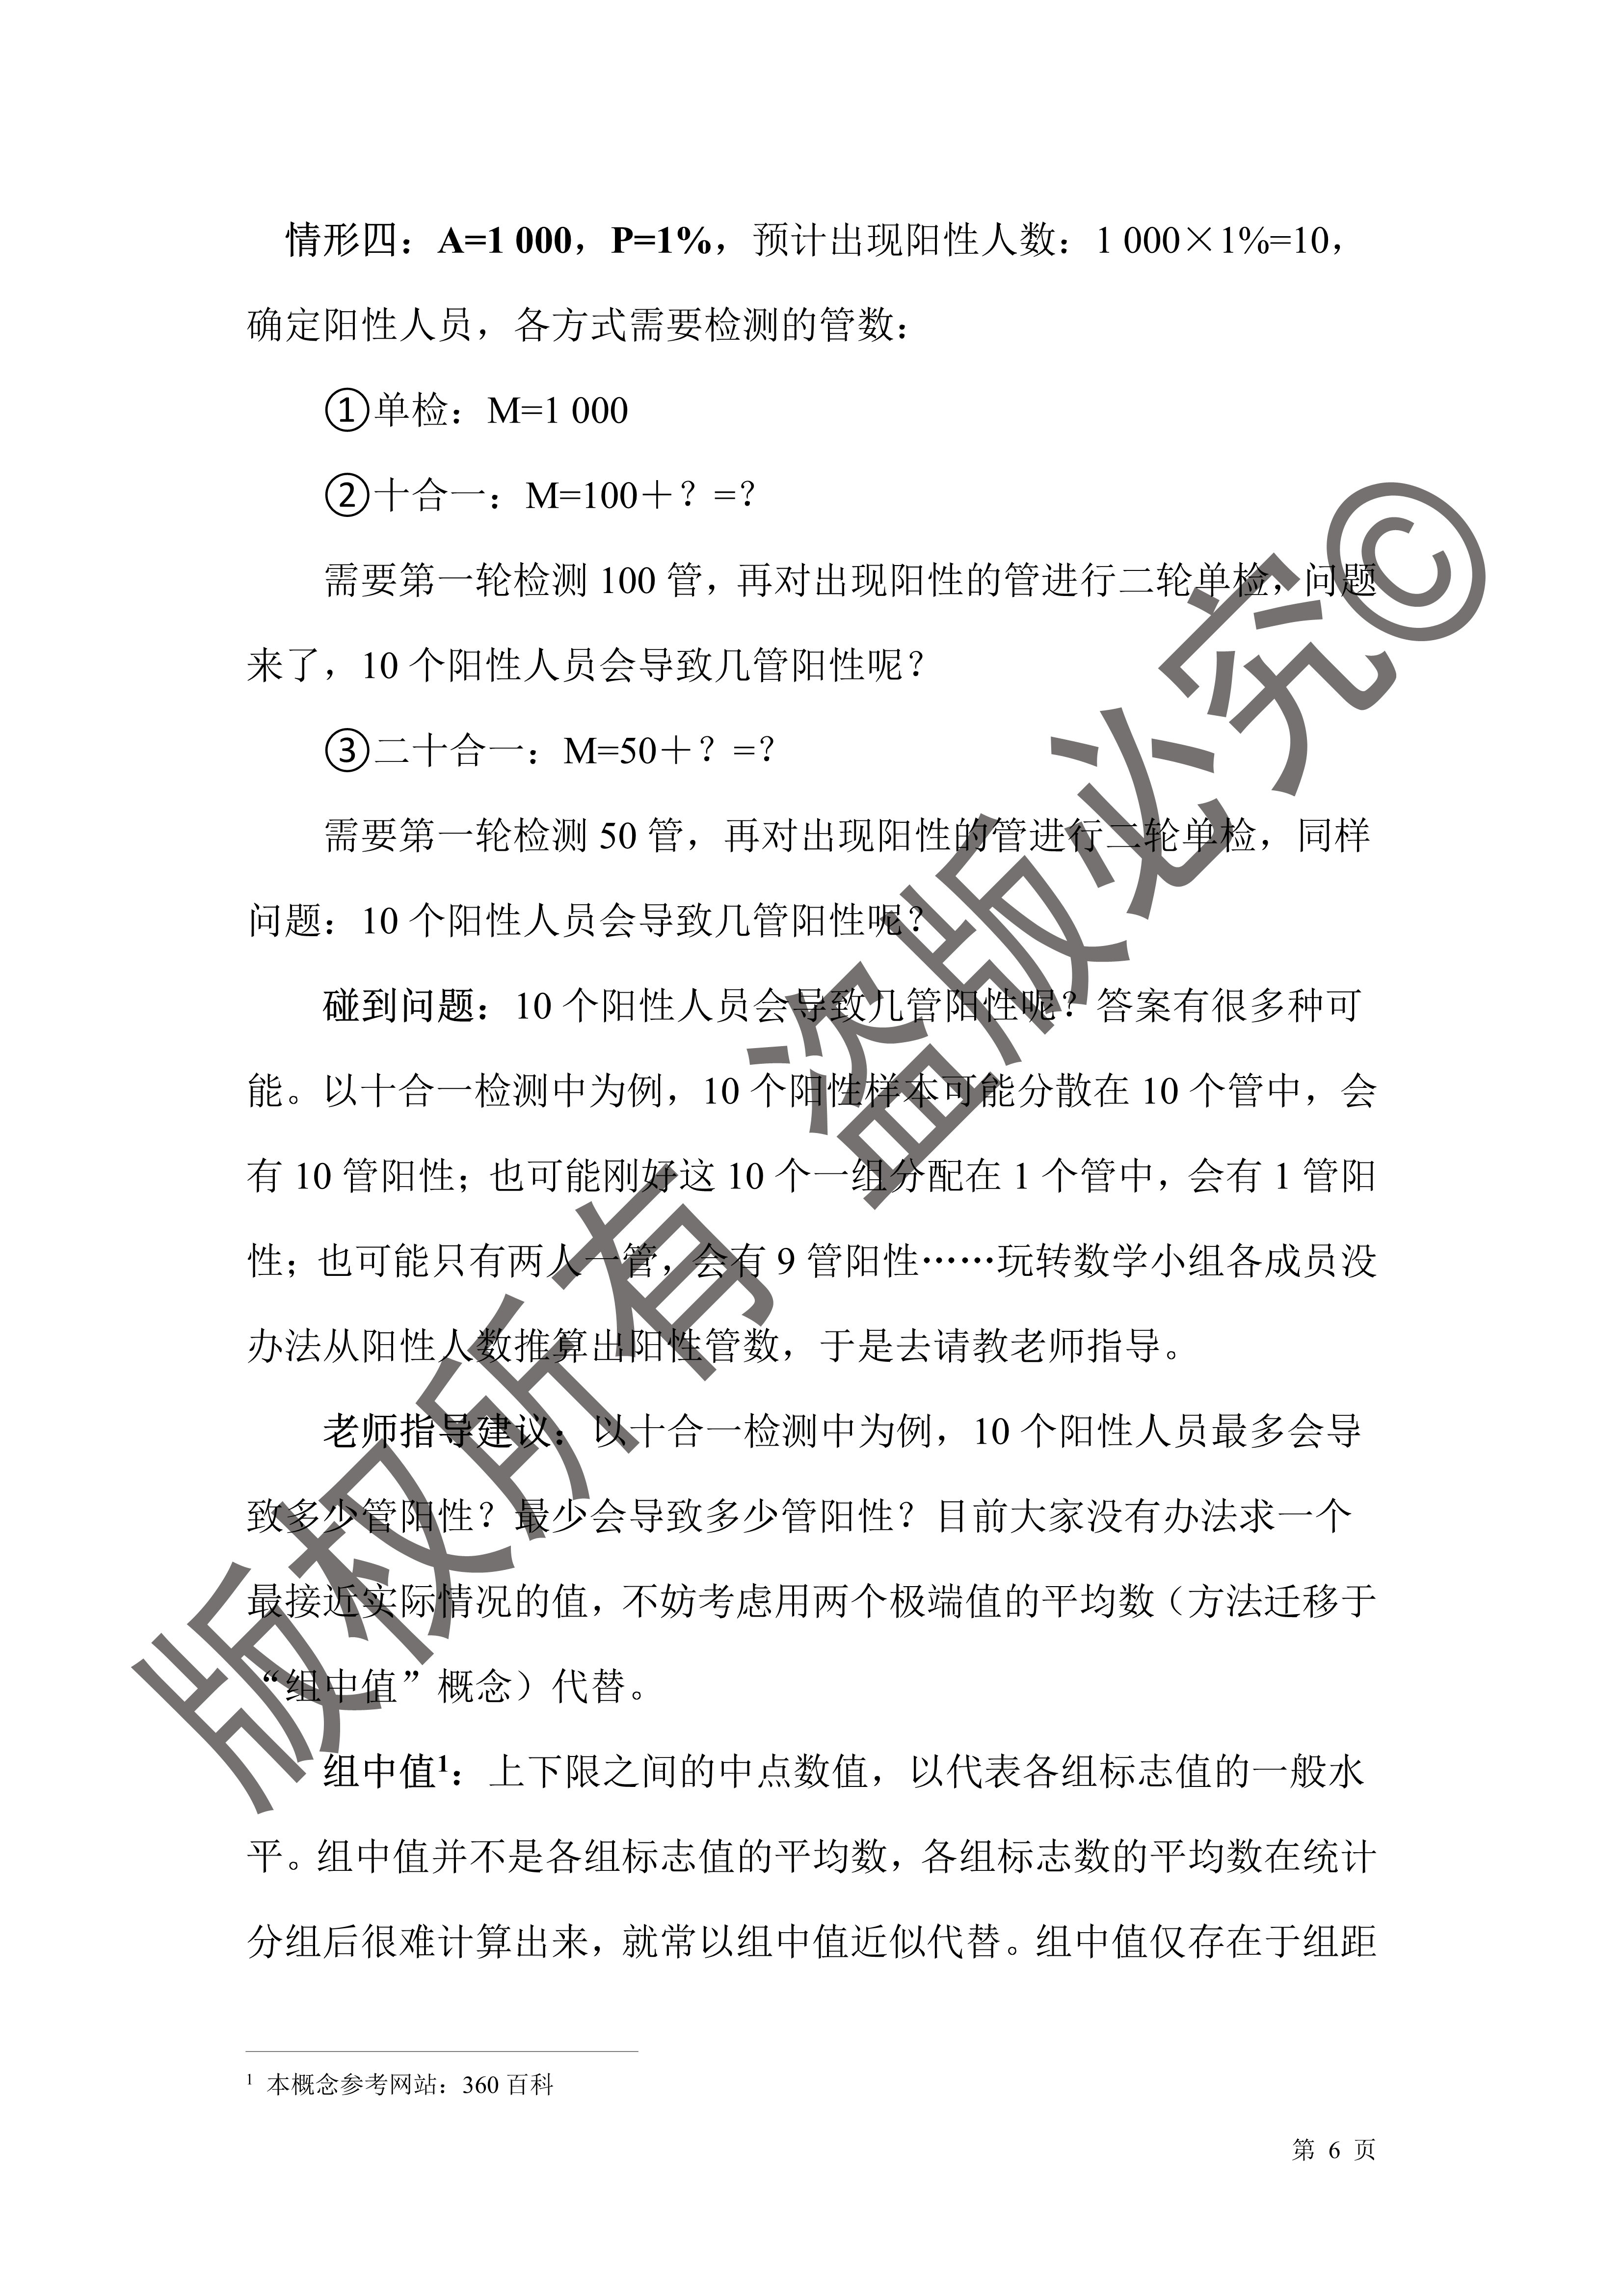 情形四：A=1 000，P=1%，预计出现阳性人数：1 000×1%=10，
确定阳性人员，各方式需要检测的管数：
①单检：M=1 000
②十合一：M=100＋？=？
需要第一轮检测 100 管，再对出现阳性的管进行二轮单检，问题
来了，10 个阳性人员会导致几管阳性呢？
③二十合一：M=50＋？=？
需要第一轮检测 50 管，再对出现阳性的管进行二轮单检，同样
问题：10 个阳性人员会导致几管阳性呢？
碰到问题：10 个阳性人员会导致几管阳性呢？答案有很多种可
能。以十合一检测中为例，10 个阳性样本可能分散在 10 个管中，会
有 10 管阳性；也可能刚好这 10 个一组分配在 1 个管中，会有 1 管阳
性；也可能只有两人一管，会有 9 管阳性……玩转数学小组各成员没
办法从阳性人数推算出阳性管数，于是去请教老师指导。
老师指导建议：以十合一检测中为例，10 个阳性人员最多会导
致多少管阳性？最少会导致多少管阳性？目前大家没有办法求一个
最接近实际情况的值，不妨考虑用两个极端值的平均数（方法迁移于
“组中值”概念）代替。
组中值¹：上下限之间的中点数值，以代表各组标志值的一般水
平。组中值并不是各组标志值的平均数，各组标志数的平均数在统计
分组后很难计算出来，就常以组中值近似代替。组中值仅存在于组距
¹ 本概念参考网站：360 百科
第 6 页
版权所有 盗版必究©